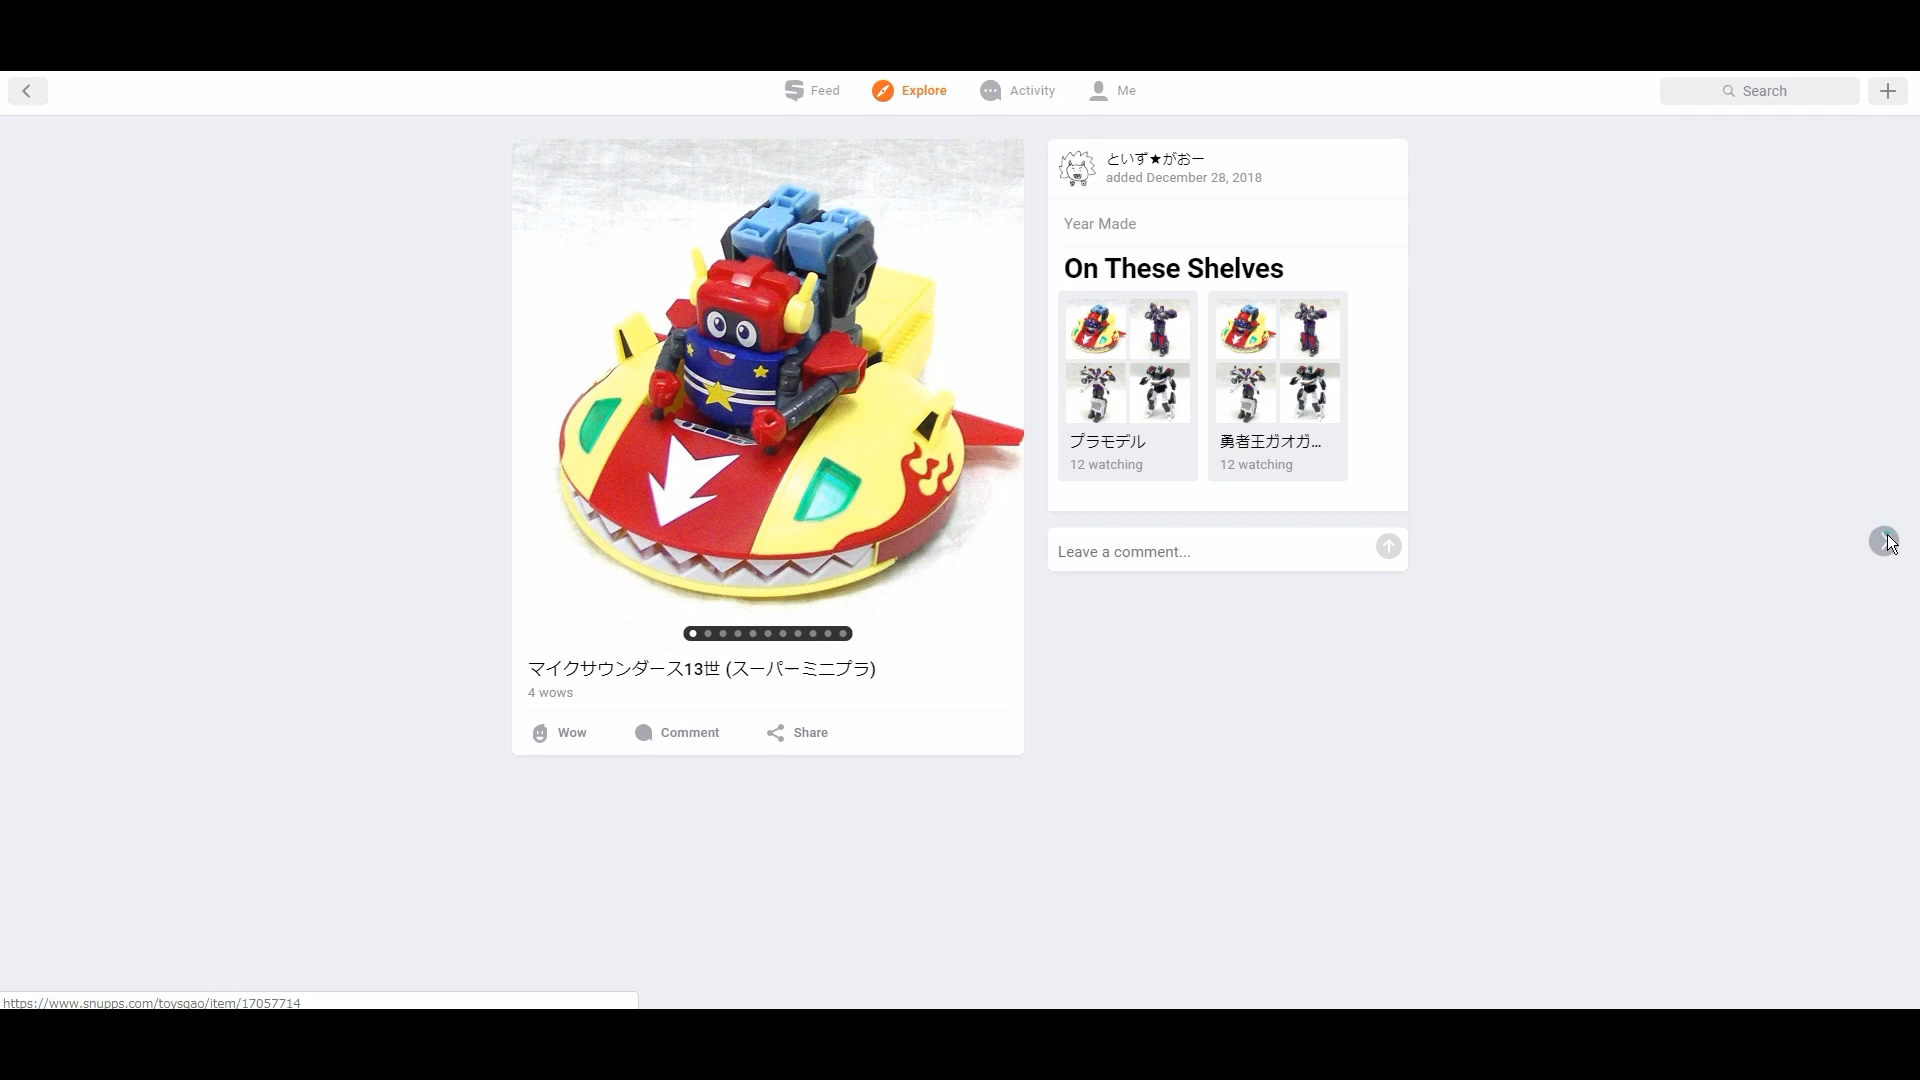 Feed
Explore
Activity
Me
Search
といず★がおー
added December 28, 2018
Year Made
On These Shelves
プラモデル
12 watching
勇者王ガオガ...
12 watching
Leave a comment...
マイクサウンダース13世 (スーパーミニプラ)
4 wows
Wow
Comment
Share
https://www.snupps.com/toysgao/item/17057714